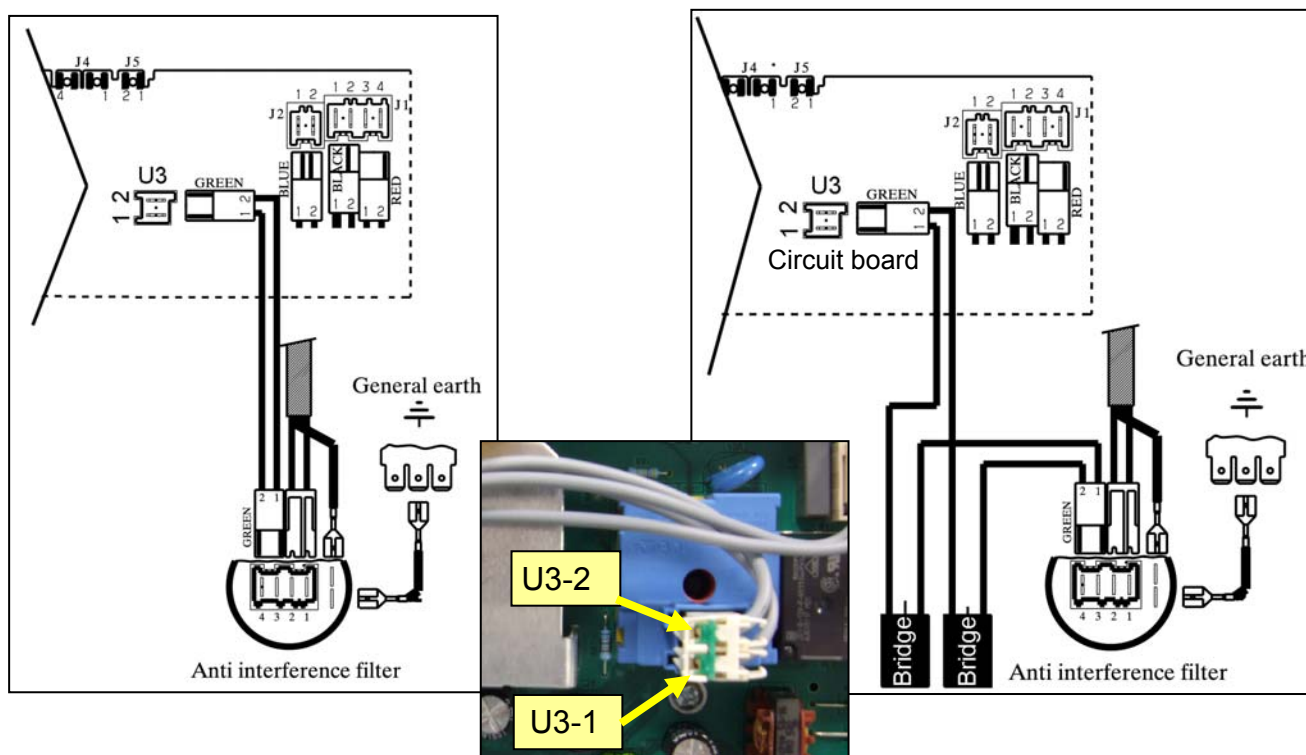 J4 J5
4 1 2 1
1 2
1 2 3 4
J2
J1
U3
1 2
GREEN
1 2
BLUE
BLACK
RED
1 2
1 2
1 2
General earth
2 1
GREEN
4 3 2 1
Anti interference filter
U3-2
U3-1
J4 J5
1 2 1
1 2
1 2 3 4
J2
J1
U3
1 2
GREEN
1 2
Circuit board
BLUE
BLACK
RED
1 2
1 2
1 2
General earth
2 1
GREEN
4 3 2 1
Bridge
Bridge
Anti interference filter